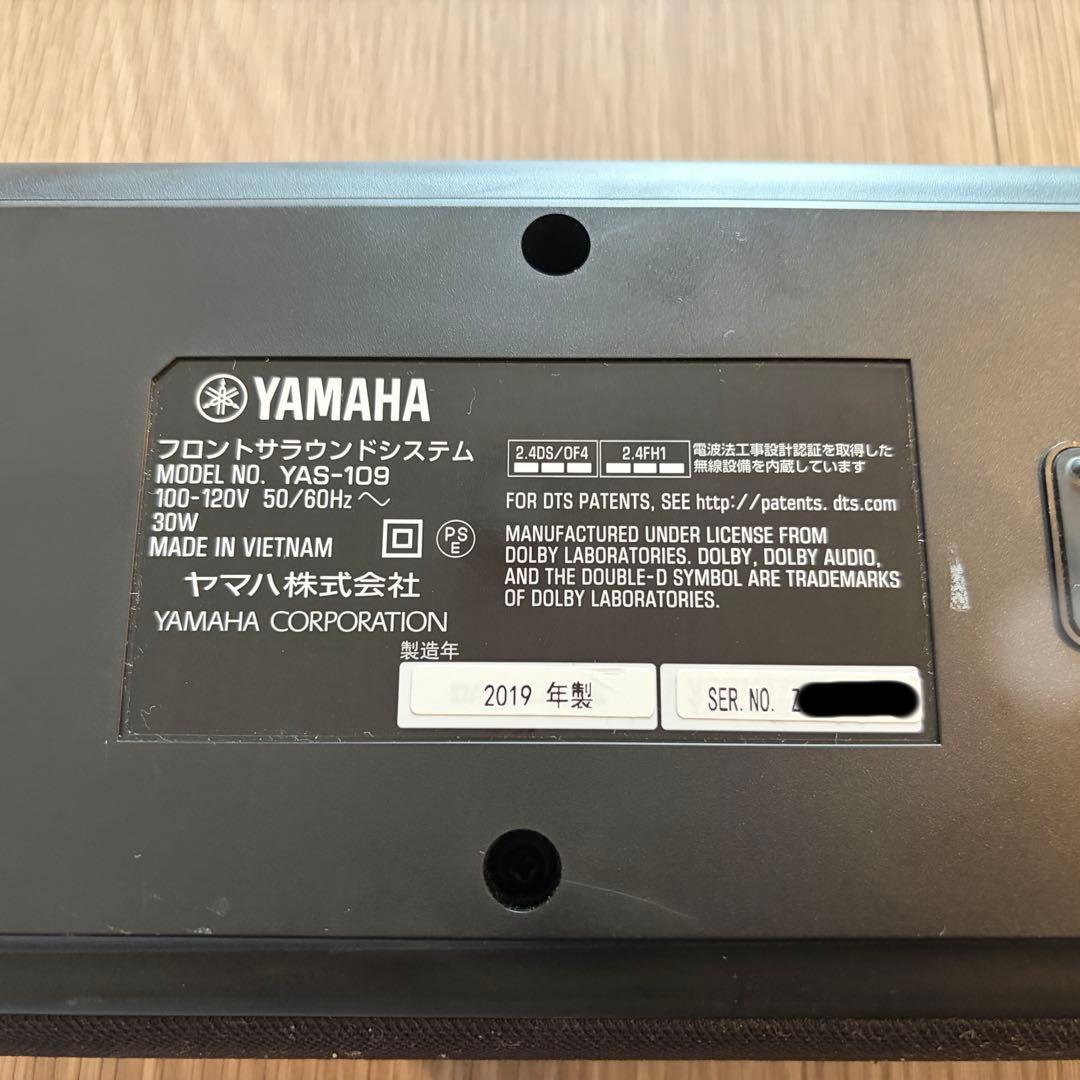 YAMAHA
フロントサラウンドシステム
MODEL NO. YAS-109
100-120V 50/60Hz ～
30W
MADE IN VIETNAM
PS
E
ヤマハ株式会社
YAMAHA CORPORATION
2.4DS/OF4
2.4FH1
電波法工事設計認証を取得した
無線設備を内蔵しています
FOR DTS PATENTS, SEE http://patents. dts.com
MANUFACTURED UNDER LICENSE FROM
DOLBY LABORATORIES. DOLBY, DOLBY AUDIO,
AND THE DOUBLE-D SYMBOL ARE TRADEMARKS
OF DOLBY LABORATORIES.
製造年
2019 年製
SER. NO.